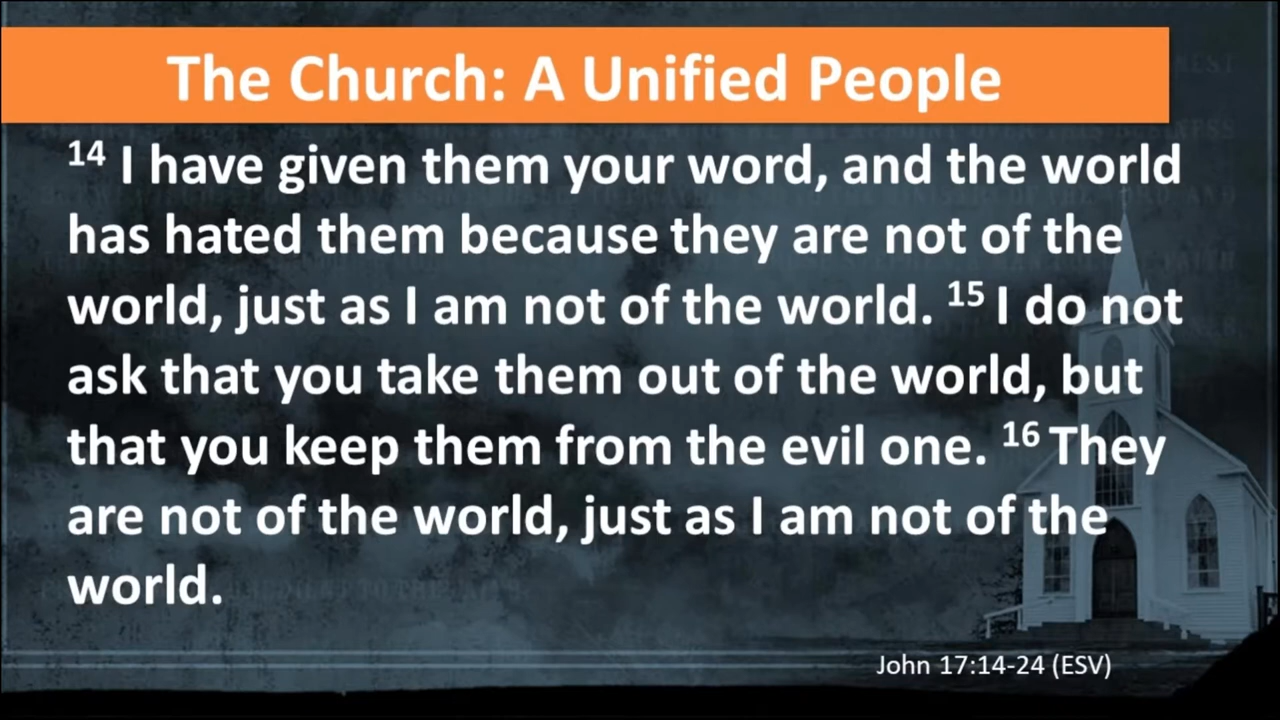 The Church: A Unified People
14 I have given them your word, and the world
has hated them because they are not of the
world, just as I am not of the world. 15 I do not
ask that you take them out of the world, but
that you keep them from the evil one. 16 They
are not of the world, just as I am not of the
world.
John 17:14-24 (ESV)